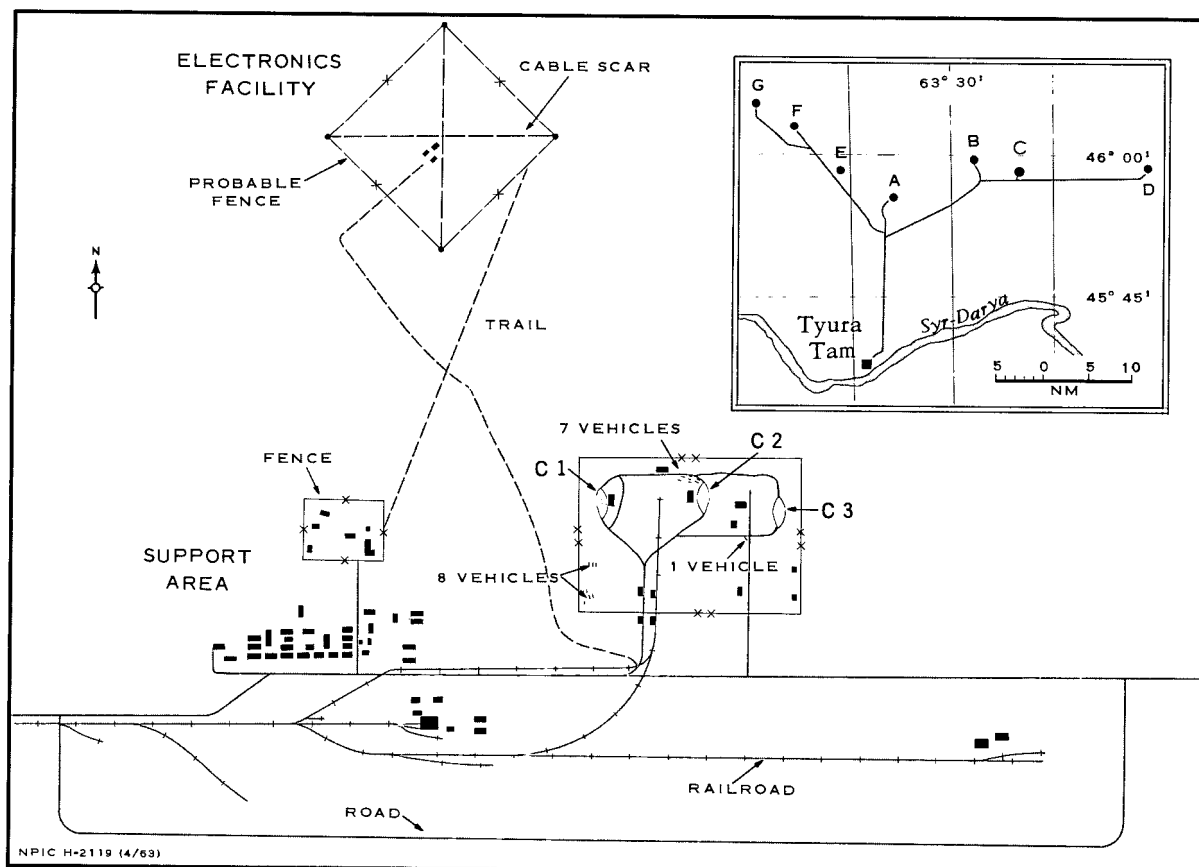 ELECTRONICS
FACILITY
CABLE SCAR
PROBABLE
FENCE
N
TRAIL
63° 30'
G
F
E
A
B
C
D
46° 00'
45° 45'
Tyura
Tam
Syr-Darya
5 0 5 10
NM
7 VEHICLES
C 1
C 2
C 3
FENCE
SUPPORT
AREA
8 VEHICLES
1 VEHICLE
RAILROAD
ROAD
NPIC H-2119 (4/63)